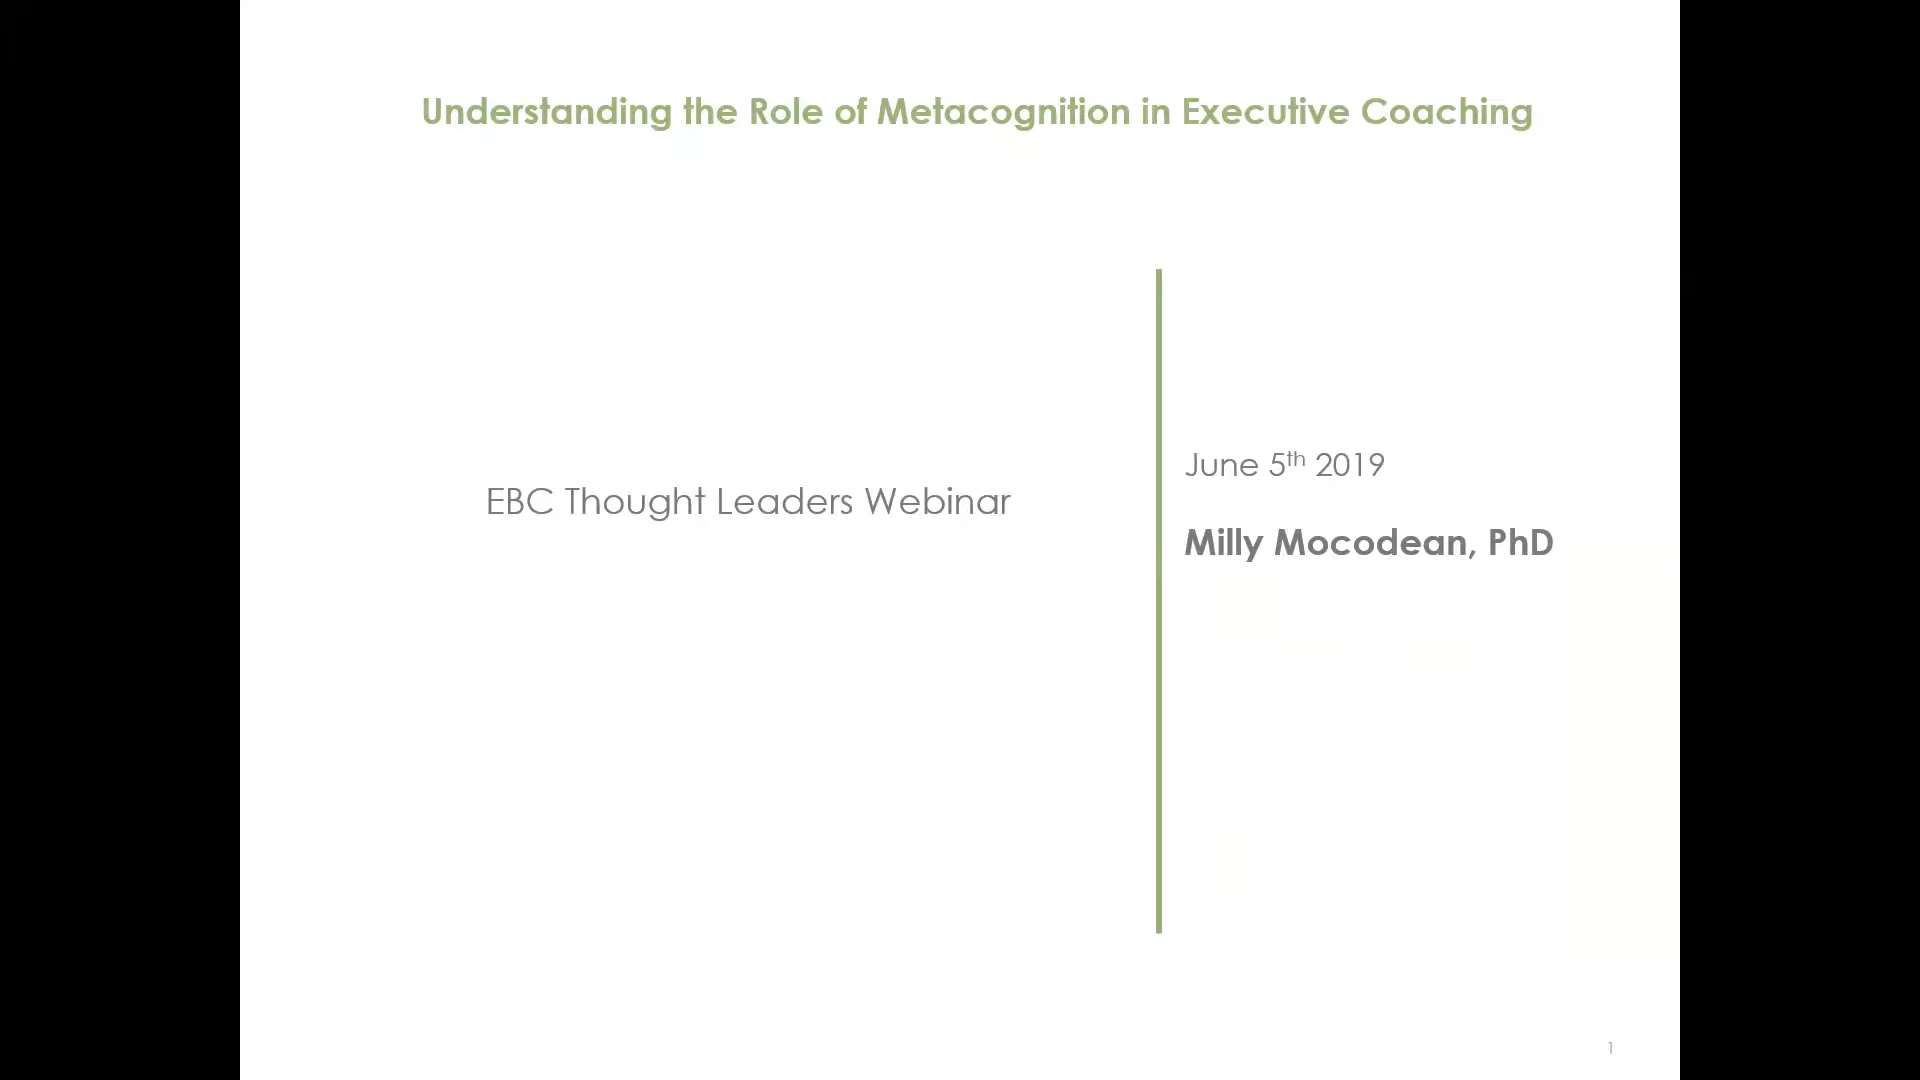 Understanding the Role of Metacognition in Executive Coaching
EBC Thought Leaders Webinar
June 5th 2019
Milly Mocodean, PhD
1